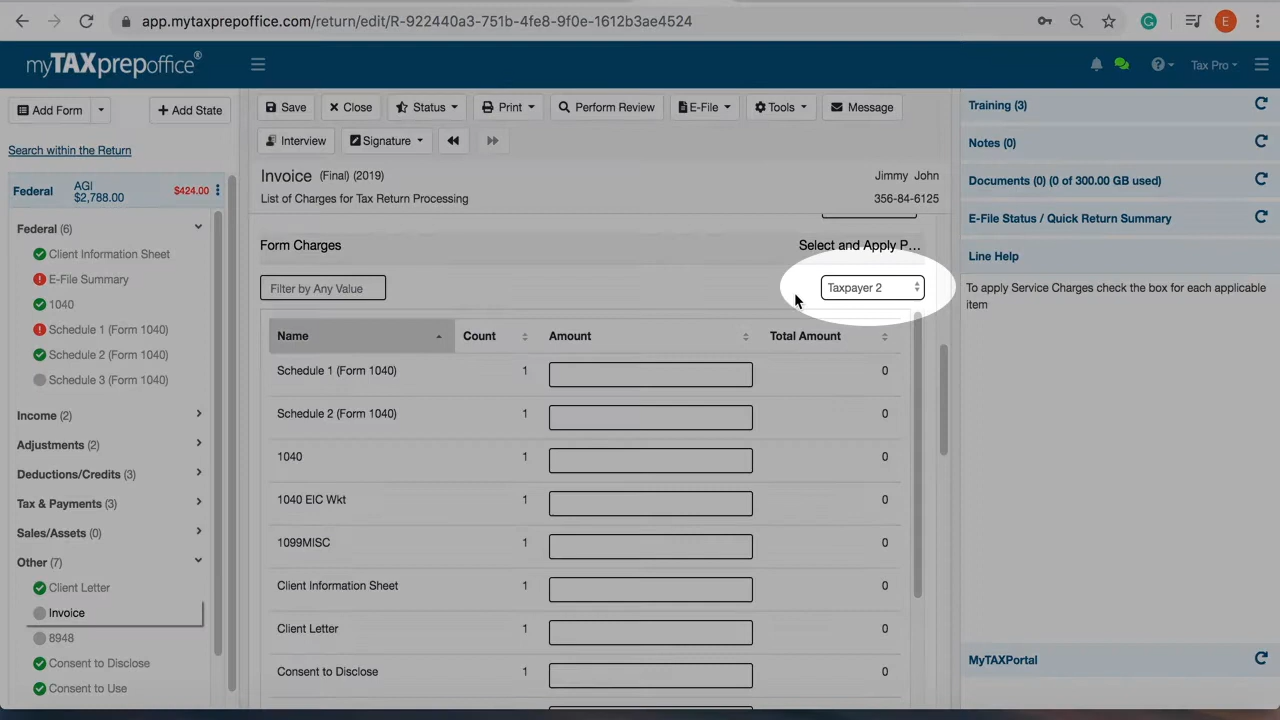 app.mytaxprepoffice.com/return/edit/R-922440a3-751b-4fe8-9f0e-1612b3ae4524
E
myTAXprepoffice®
Tax Pro
Add Form
Add State
Search within the Return
Federal
AGI
$2,788.00
$424.00
Federal (6)
Client Information Sheet
E-File Summary
1040
Schedule 1 (Form 1040)
Schedule 2 (Form 1040)
Schedule 3 (Form 1040)
Income (2)
Adjustments (2)
Deductions/Credits (3)
Tax & Payments (3)
Sales/Assets (0)
Other (7)
Client Letter
Invoice
8948
Consent to Disclose
Consent to Use
Save
Close
Status
Print
Perform Review
E-File
Tools
Message
Interview
Signature
Invoice (Final) (2019)
Jimmy John
List of Charges for Tax Return Processing
356-84-6125
Form Charges
Select and Apply P...
Filter by Any Value
Taxpayer 2
Name Count Amount Total Amount
Schedule 1 (Form 1040) 1 0
Schedule 2 (Form 1040) 1 0
1040 1 0
1040 EIC Wkt 1 0
1099MISC 1 0
Client Information Sheet 1 0
Client Letter 1 0
Consent to Disclose 1 0
Training (3)
Notes (0)
Documents (0) (0 of 300.00 GB used)
E-File Status / Quick Return Summary
Line Help
To apply Service Charges check the box for each applicable
item
MyTAXPortal